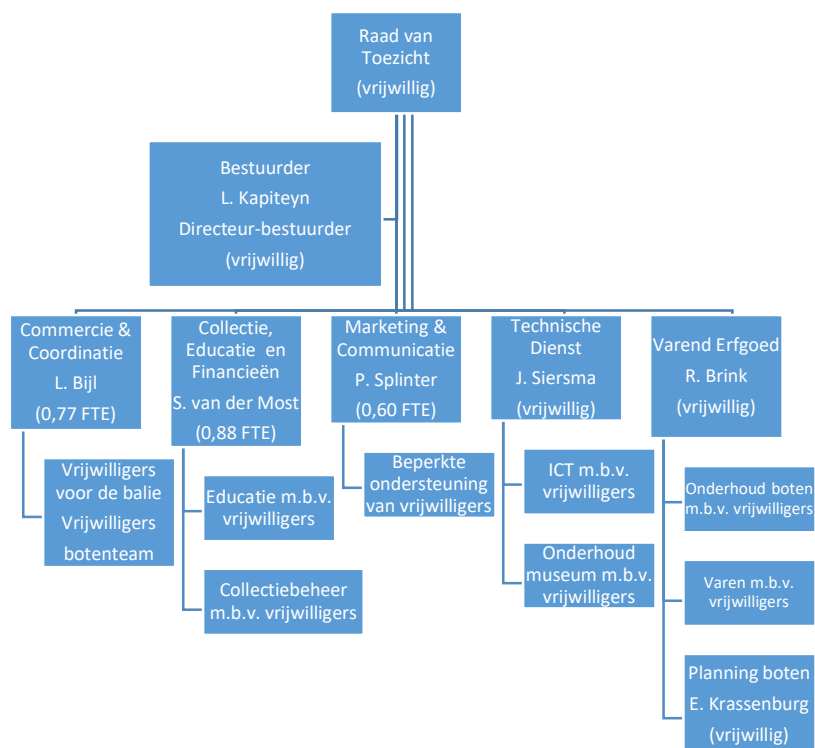 Raad van
Toezicht
(vrijwillig)
Bestuurder
L. Kapiteyn
Directeur-bestuurder
(vrijwillig)
Commercie &
Coordinatie
L. Bijl
(0,77 FTE)
Vrijwilligers
voor de balie
Vrijwilligers
botenteam
Collectie,
Educatie en
Financieën
S. van der Most
(0,88 FTE)
Educatie m.b.v.
vrijwilligers
Collectiebeheer
m.b.v. vrijwilligers
Marketing &
Communicatie
P. Splinter
(0,60 FTE)
Beperkte
ondersteuning
van vrijwilligers
Technische
Dienst
J. Siersma
(vrijwillig)
ICT m.b.v.
vrijwilligers
Onderhoud
museum m.b.v.
vrijwilligers
Varend Erfgoed
R. Brink
(vrijwillig)
Onderhoud boten
m.b.v. vrijwilligers
Varen m.b.v.
vrijwilligers
Planning boten
E. Krassenburg
(vrijwillig)